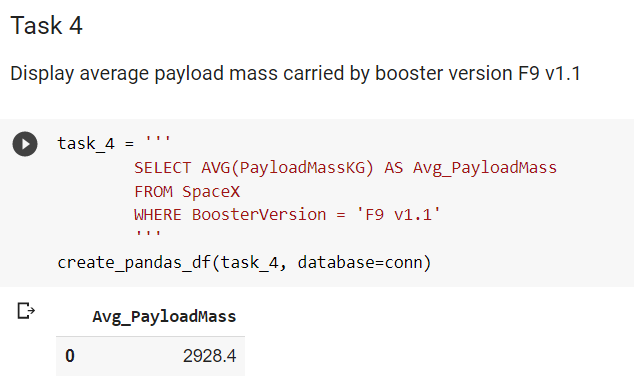 Task 4
Display average payload mass carried by booster version F9 v1.1
task_4 = '''
SELECT AVG(PayloadMassKG) AS Avg_PayloadMass
FROM SpaceX
WHERE BoosterVersion = 'F9 v1.1'
'''
create_pandas_df(task_4, database=conn)
Avg_PayloadMass
0 2928.4